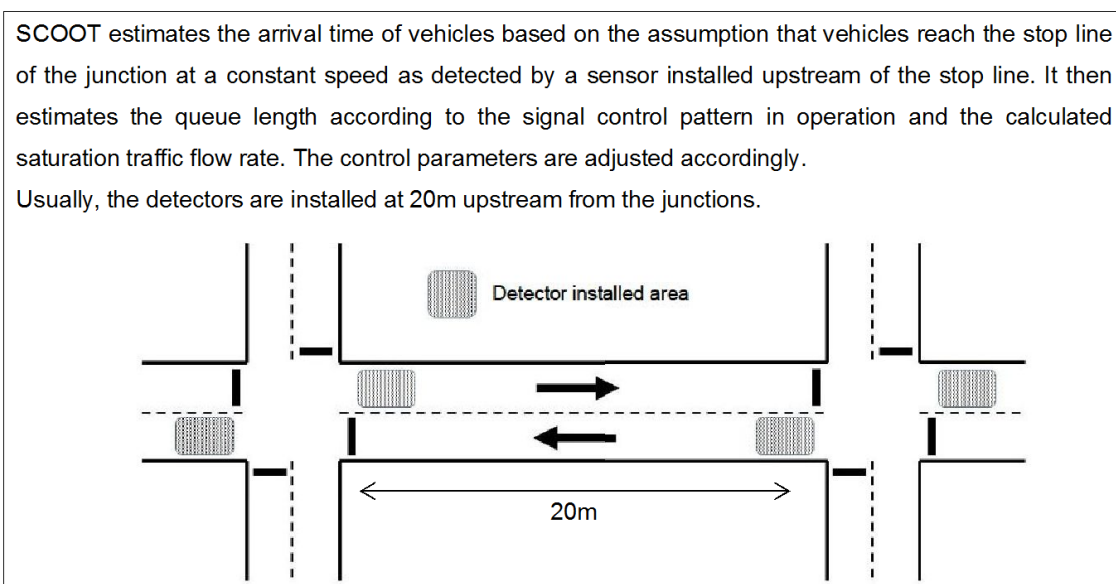 SCOOT estimates the arrival time of vehicles based on the assumption that vehicles reach the stop line
of the junction at a constant speed as detected by a sensor installed upstream of the stop line. It then
estimates the queue length according to the signal control pattern in operation and the calculated
saturation traffic flow rate. The control parameters are adjusted accordingly.
Usually, the detectors are installed at 20m upstream from the junctions.
Detector installed area
20m